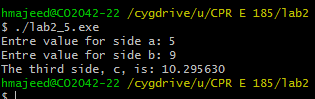 hmajeed@CO2042-22 /cygdrive/u/CPR E 185/lab2
$ ./lab2_5.exe
Entre value for side a: 5
Entre value for side b: 9
The third side, c, is: 10.295630
hmajeed@CO2042-22 /cygdrive/u/CPR E 185/lab2
$